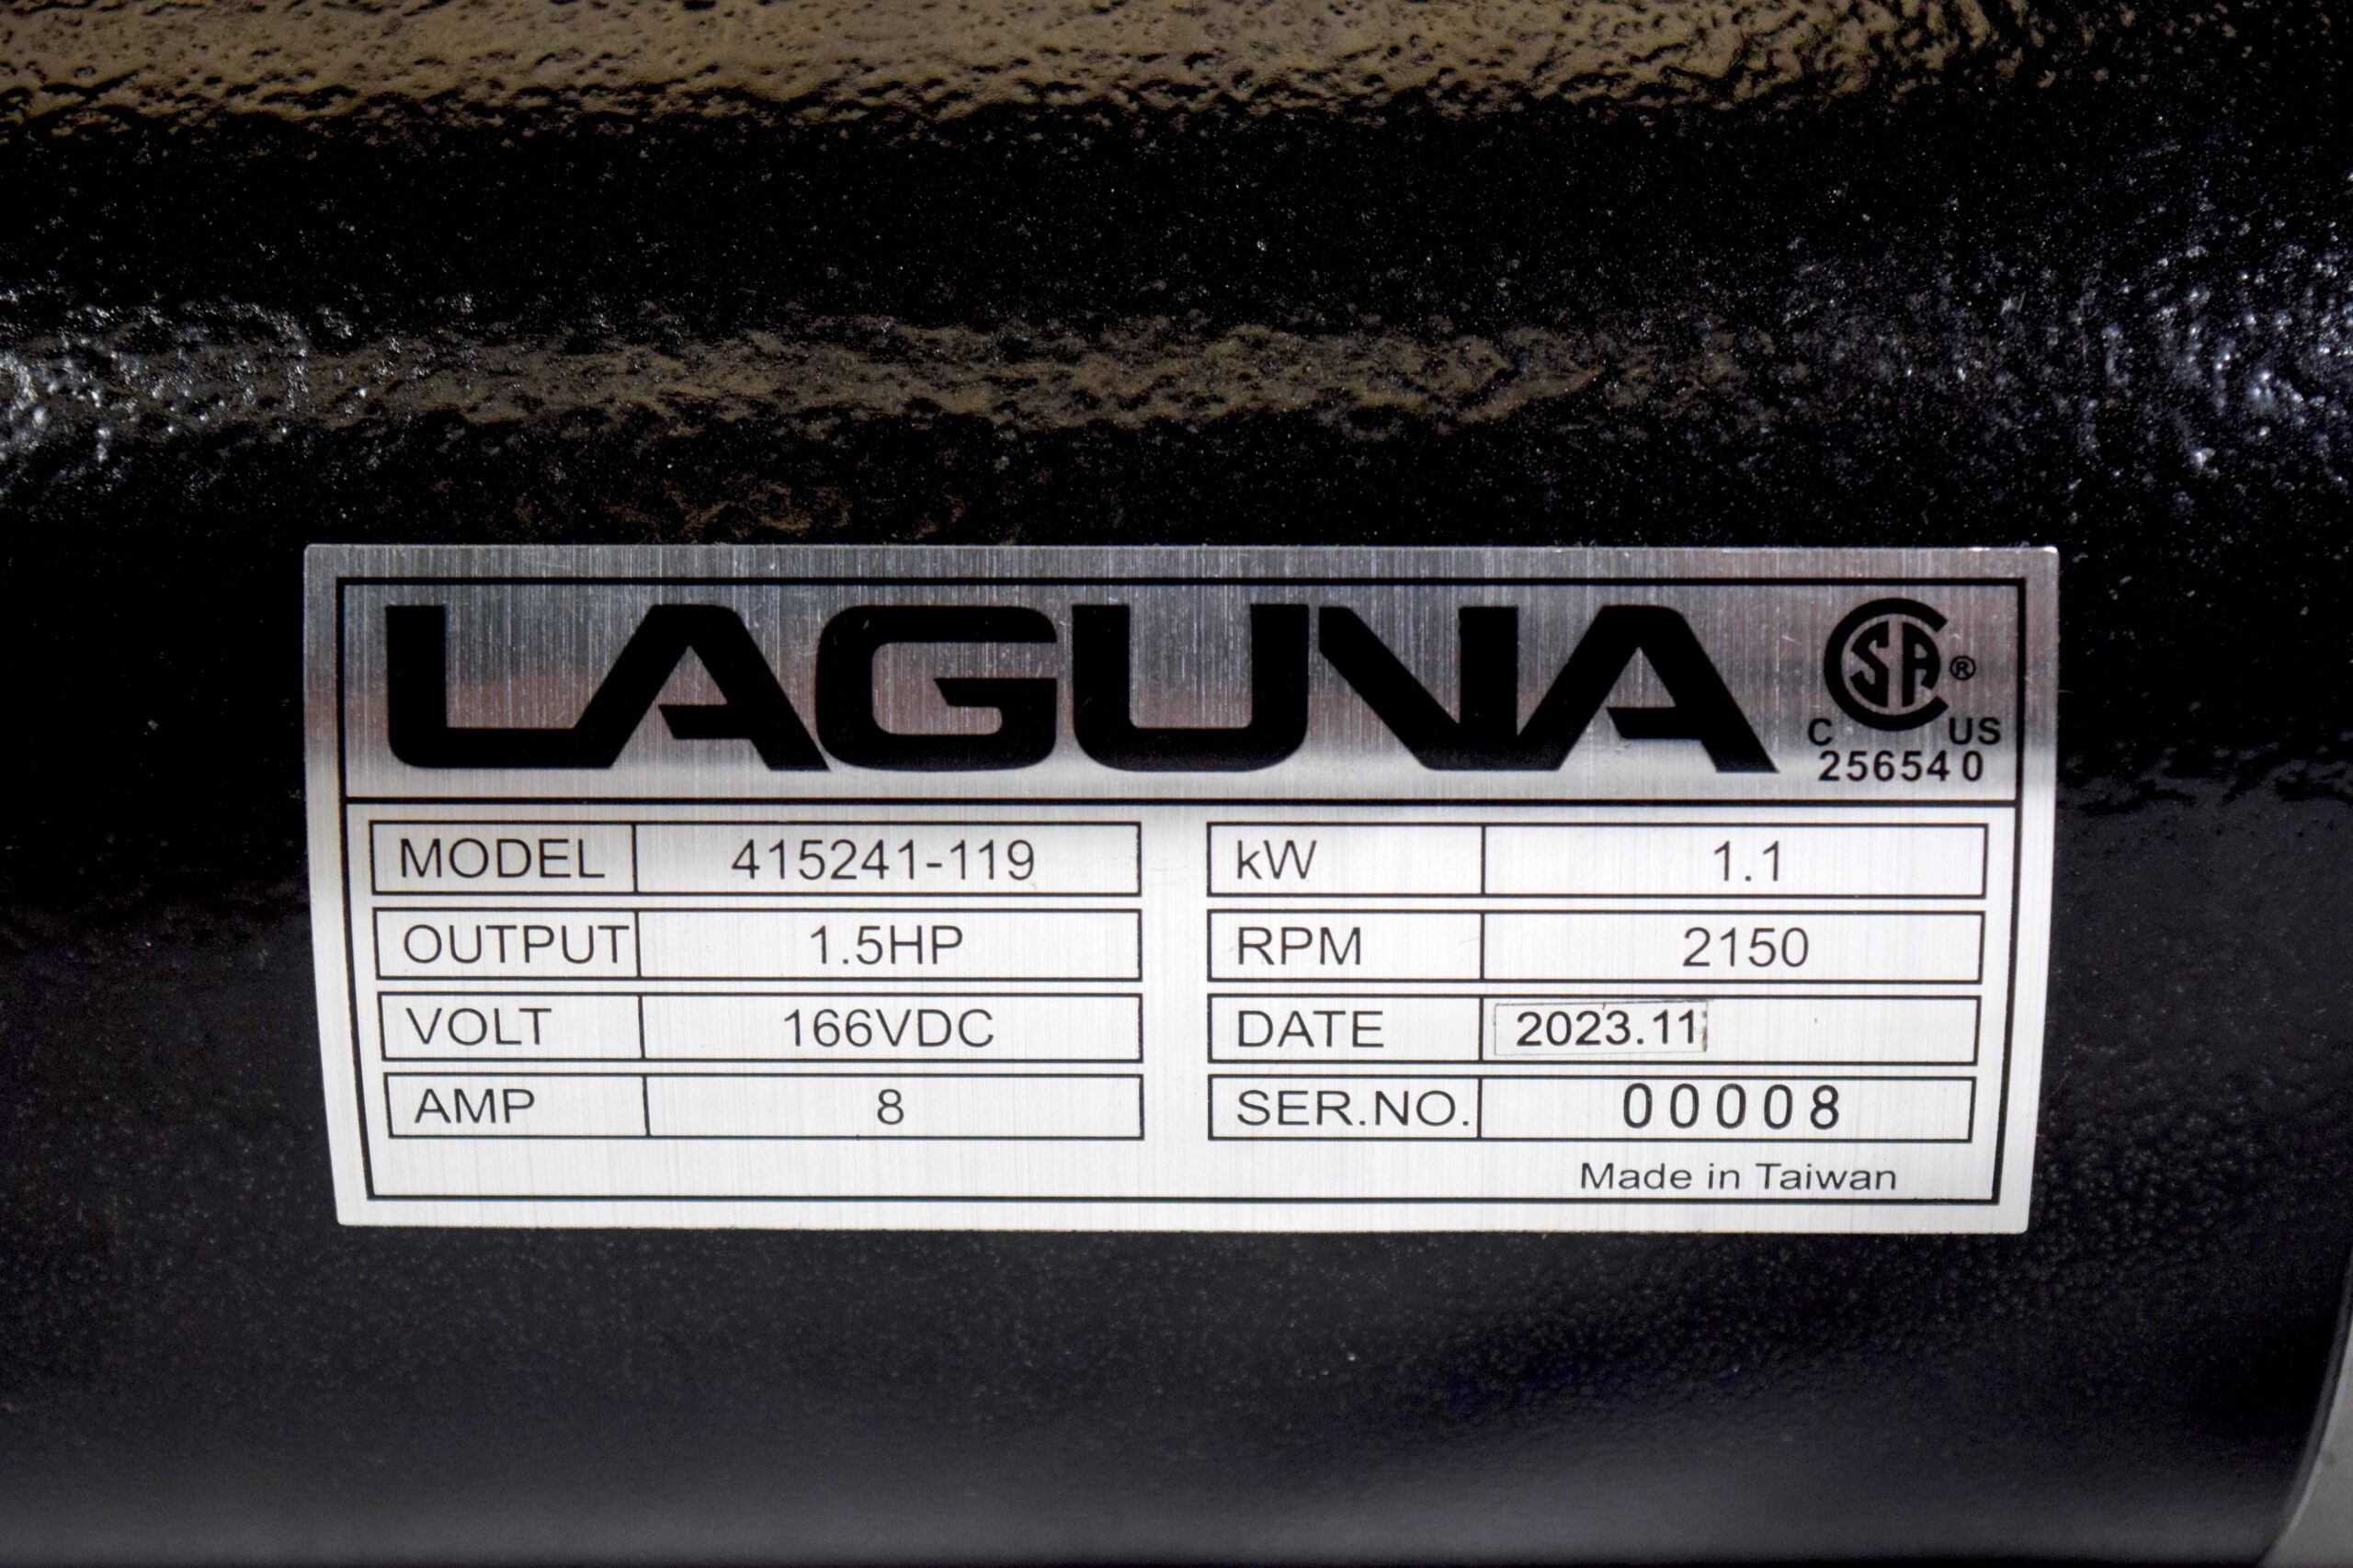 LAGUNA
CSA®
C US
256540
MODEL 415241-119 kW 1.1
OUTPUT 1.5HP RPM 2150
VOLT 166VDC DATE 2023.11
AMP 8 SER.NO. 00008
Made in Taiwan